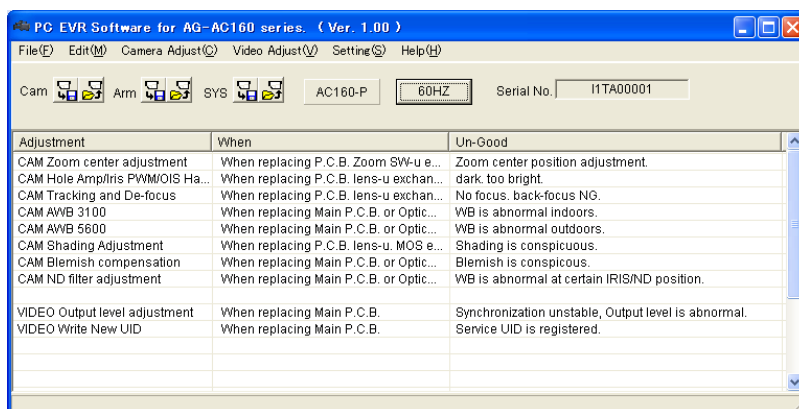 PC EVR Software for AG-AC160 series. ( Ver. 1.00 )
File(F) Edit(M) Camera Adjust(C) Video Adjust(V) Setting(S) Help(H)
Cam Arm SYS AC160-P 60HZ Serial No. I1TA00001
Adjustment When Un-Good
CAM Zoom center adjustment When replacing P.C.B. Zoom SW-u e... Zoom center position adjustment.
CAM Hole Amp/Iris PWM/OIS Ha... When replacing P.C.B. lens-u exchan... dark. too bright.
CAM Tracking and De-focus When replacing P.C.B. lens-u exchan... No focus. back-focus NG.
CAM AWB 3100 When replacing Main P.C.B. or Optic... WB is abnormal indoors.
CAM AWB 5600 When replacing Main P.C.B. or Optic... WB is abnormal outdoors.
CAM Shading Adjustment When replacing P.C.B. lens-u. MOS e... Shading is conspicuous.
CAM Blemish compensation When replacing Main P.C.B. or Optic... Blemish is conspicous.
CAM ND filter adjustment When replacing Main P.C.B. or Optic... WB is abnormal at certain IRIS/ND position.
VIDEO Output level adjustment When replacing Main P.C.B. Synchronization unstable, Output level is abnormal.
VIDEO Write New UID When replacing Main P.C.B. Service UID is registered.